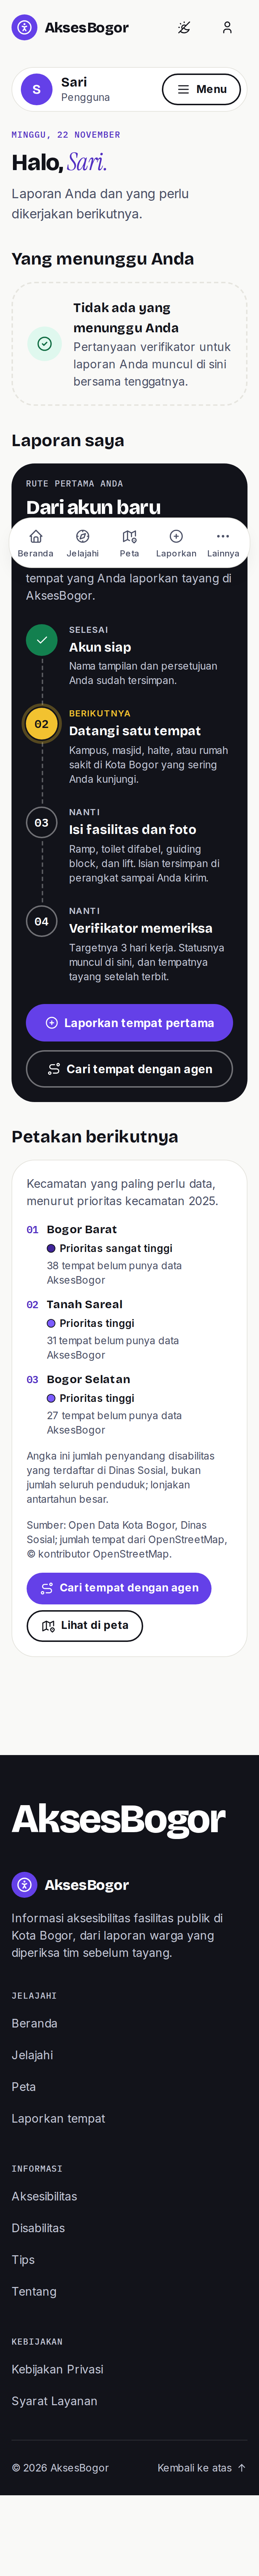 AksesBogor
S
Sari
Pengguna
Menu
MINGGU, 22 NOVEMBER
Halo, Sari.
Laporan Anda dan yang perlu
dikerjakan berikutnya.
Yang menunggu Anda
Tidak ada yang
menunggu Anda
Pertanyaan verifikator untuk
laporan Anda muncul di sini
bersama tenggatnya.
Laporan saya
RUTE PERTAMA ANDA
Dari akun baru
Beranda
Jelajahi
Peta
Laporkan
Lainnya
tempat yang Anda laporkan tayang di
AksesBogor.
SELESAI
Akun siap
Nama tampilan dan persetujuan
Anda sudah tersimpan.
02
BERIKUTNYA
Datangi satu tempat
Kampus, masjid, halte, atau rumah
sakit di Kota Bogor yang sering
Anda kunjungi.
03
NANTI
Isi fasilitas dan foto
Ramp, toilet difabel, guiding
block, dan lift. Isian tersimpan di
perangkat sampai Anda kirim.
04
NANTI
Verifikator memeriksa
Targetnya 3 hari kerja. Statusnya
muncul di sini, dan tempatnya
tayang setelah terbit.
Laporkan tempat pertama
Cari tempat dengan agen
Petakan berikutnya
Kecamatan yang paling perlu data,
menurut prioritas kecamatan 2025.
01 Bogor Barat
Prioritas sangat tinggi
38 tempat belum punya data
AksesBogor
02 Tanah Sareal
Prioritas tinggi
31 tempat belum punya data
AksesBogor
03 Bogor Selatan
Prioritas tinggi
27 tempat belum punya data
AksesBogor
Angka ini jumlah penyandang disabilitas
yang terdaftar di Dinas Sosial, bukan
jumlah seluruh penduduk; lonjakan
antartahun besar.
Sumber: Open Data Kota Bogor, Dinas
Sosial; jumlah tempat dari OpenStreetMap,
© kontributor OpenStreetMap.
Cari tempat dengan agen
Lihat di peta
AksesBogor
AksesBogor
Informasi aksesibilitas fasilitas publik di
Kota Bogor, dari laporan warga yang
diperiksa tim sebelum tayang.
JELAJAHI
Beranda
Jelajahi
Peta
Laporkan tempat
INFORMASI
Aksesibilitas
Disabilitas
Tips
Tentang
KEBIJAKAN
Kebijakan Privasi
Syarat Layanan
© 2026 AksesBogor
Kembali ke atas ↑